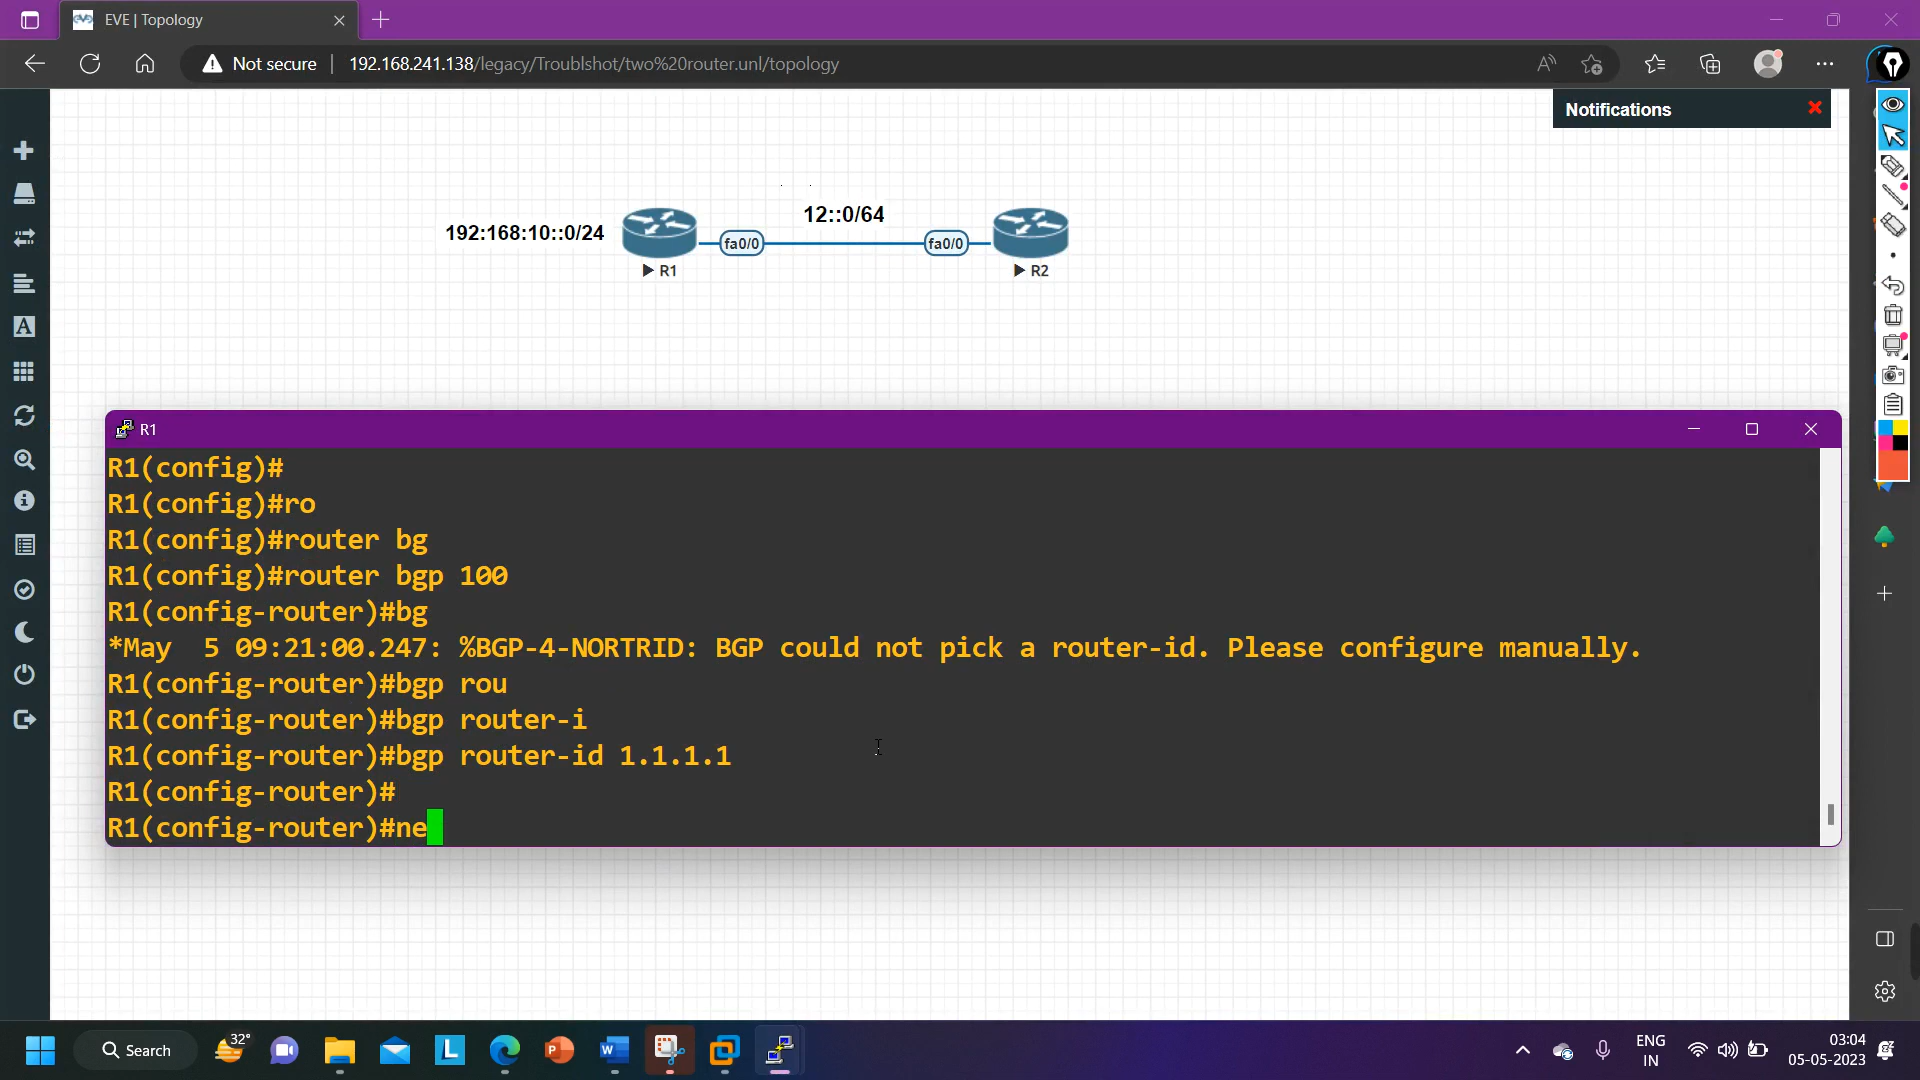 EVE | Topology
Not secure
192.168.241.138/legacy/Troublshot/two%20router.unl/topology
Notifications
12::0/64
192:168:10::0/24
fa0/0
fa0/0
R1
R2
R1
R1(config)#
R1(config)#ro
R1(config)#router bg
R1(config)#router bgp 100
R1(config-router)#bg
*May  5 09:21:00.247: %BGP-4-NORTRID: BGP could not pick a router-id. Please configure manually.
R1(config-router)#bgp rou
R1(config-router)#bgp router-i
R1(config-router)#bgp router-id 1.1.1.1
R1(config-router)#
R1(config-router)#ne
Search
32°
ENG
IN
03:04
05-05-2023